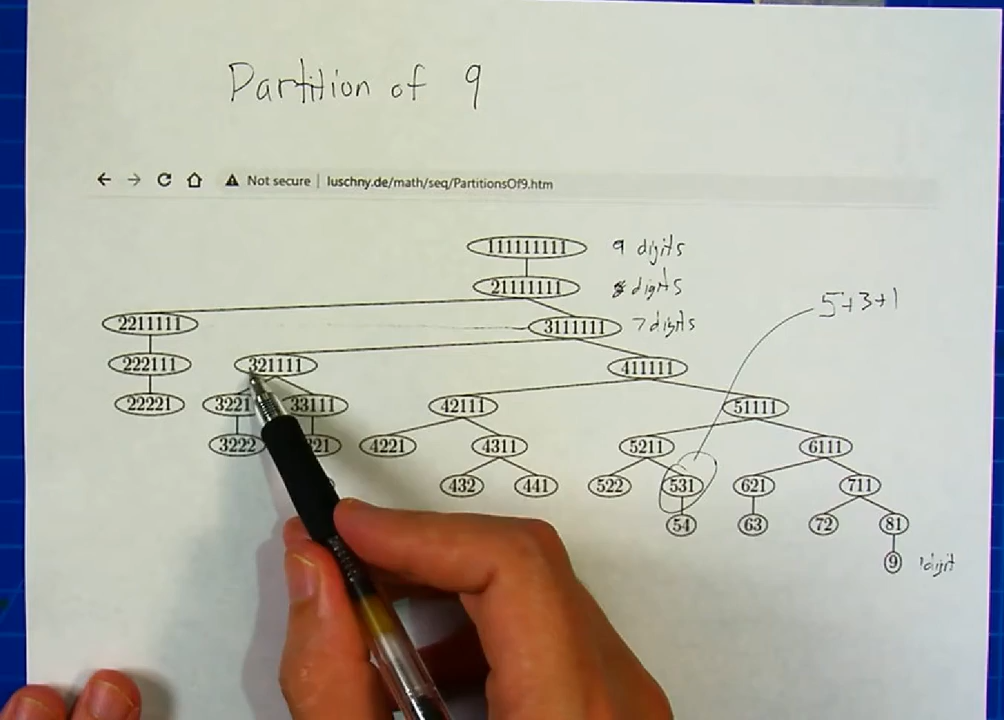 Partition of 9
Not secure | luschny.de/math/seq/PartitionsOf9.htm
111111111 9 digits
21111111 8 digits
5+3+1
2211111 3111111 7 digits
222111 321111 411111
22221 3221 33111 42111 51111
3222 321 4221 4311 5211 6111
432 441 522 531 621 711
54 63 72 81
9 1digit